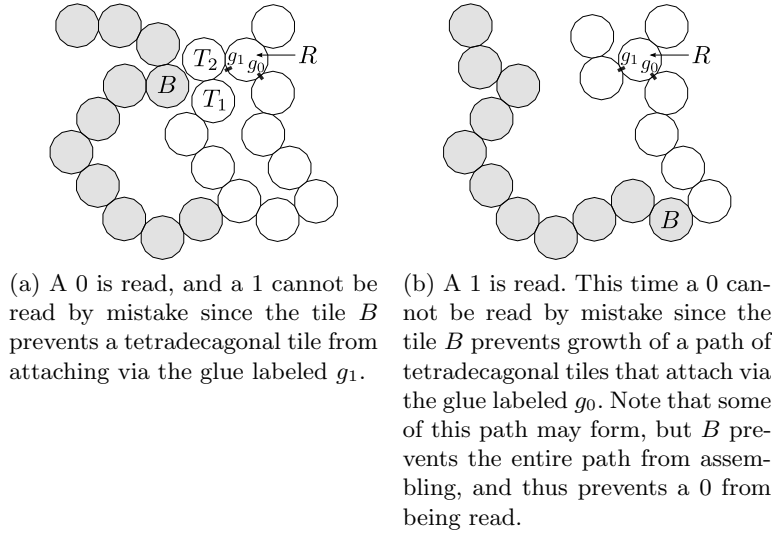 T2 g1 g0 R
B
T1
g1 g0 R
B
(a) A 0 is read, and a 1 cannot be
read by mistake since the tile B
prevents a tetradecagonal tile from
attaching via the glue labeled g1.
(b) A 1 is read. This time a 0 can-
not be read by mistake since the
tile B prevents growth of a path of
tetradecagonal tiles that attach via
the glue labeled g0. Note that some
of this path may form, but B pre-
vents the entire path from assem-
bling, and thus prevents a 0 from
being read.